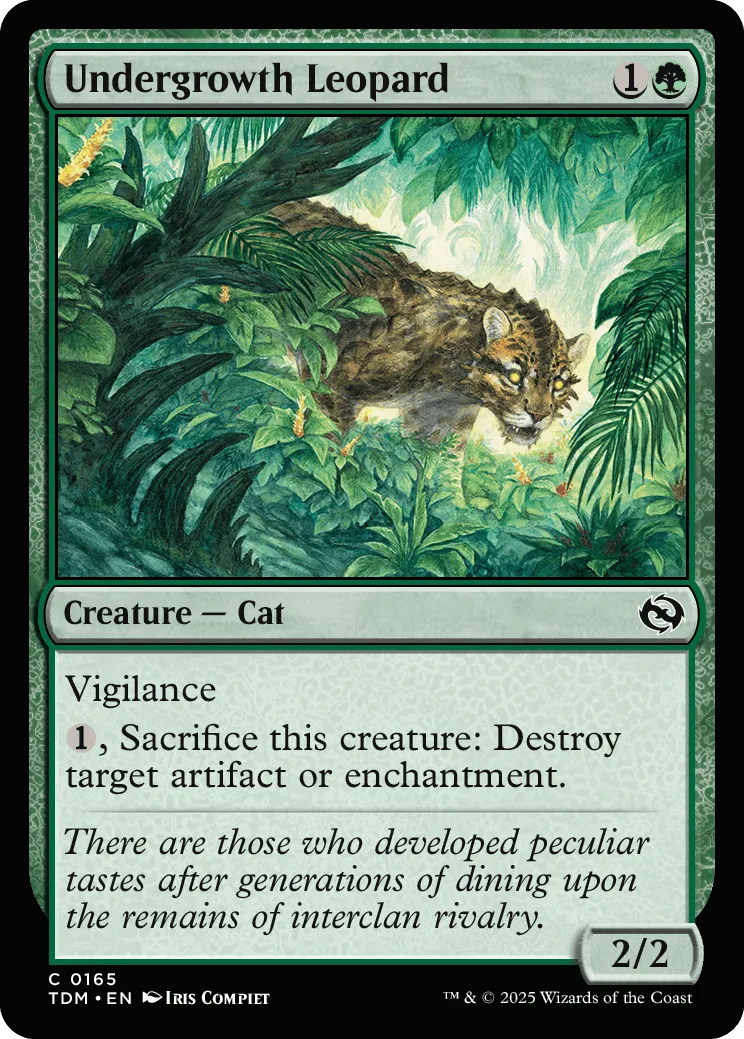 Undergrowth Leopard 1
Creature — Cat
Vigilance
1, Sacrifice this creature: Destroy
target artifact or enchantment.
There are those who developed peculiar
tastes after generations of dining upon
the remains of interclan rivalry.
2/2
C 0165
TDM • EN Iris Compiet
™ & © 2025 Wizards of the Coast